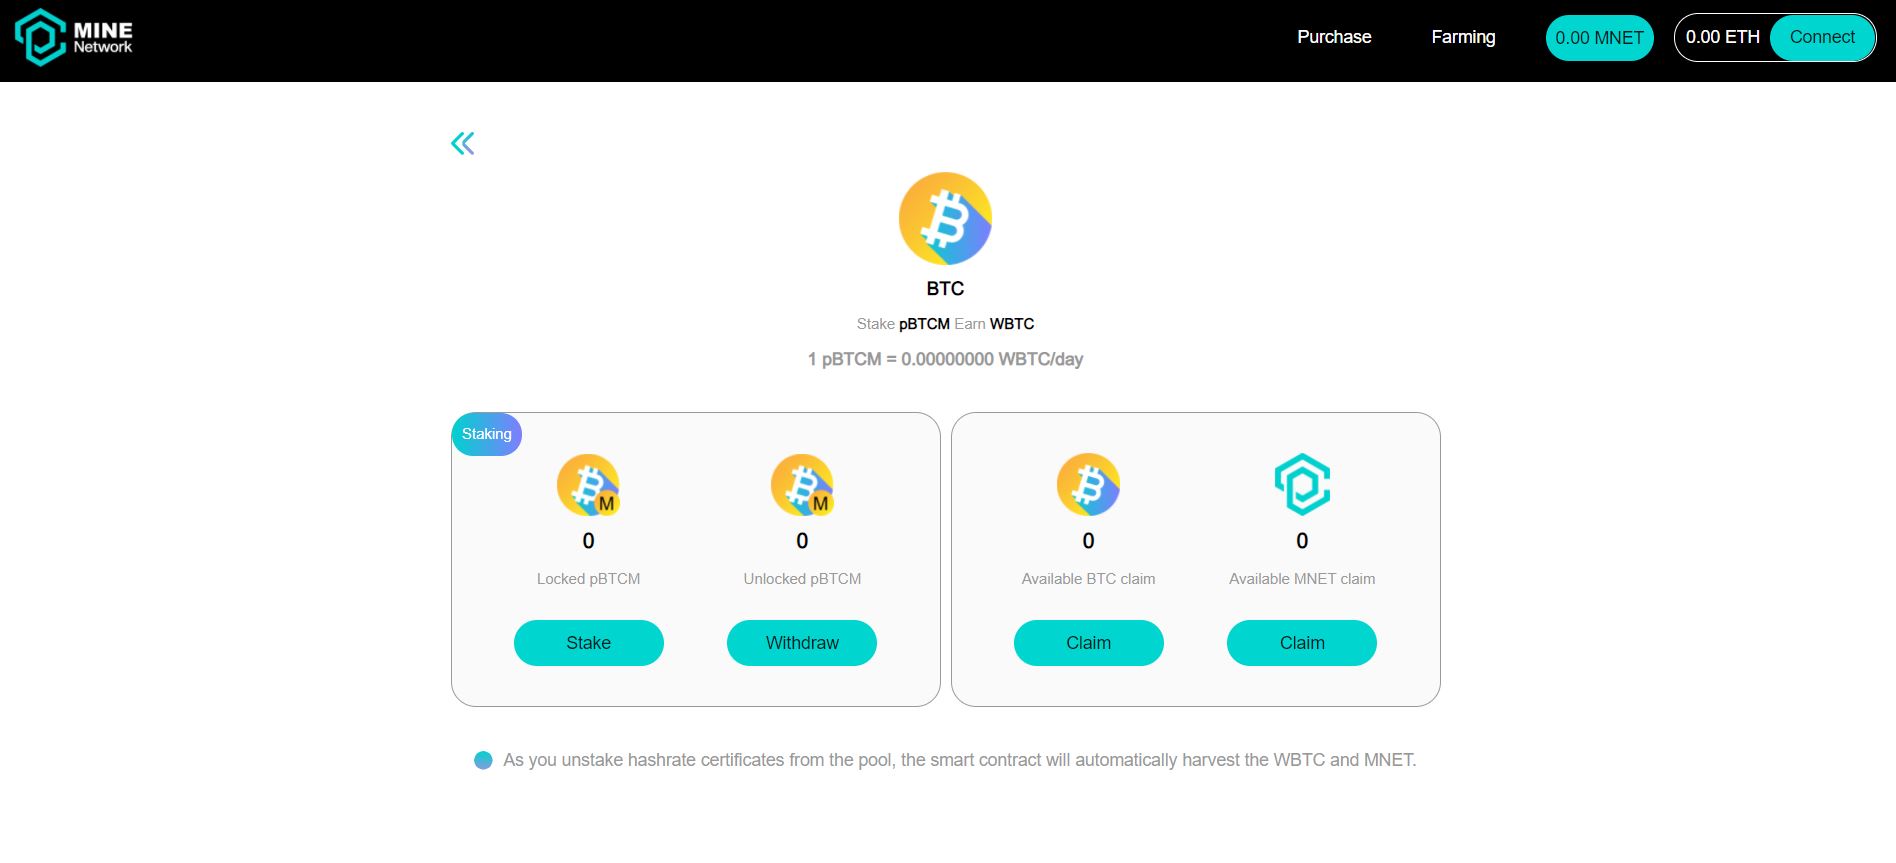 MINE
Network
Purchase
Farming
0.00 MNET
0.00 ETH
Connect
BTC
Stake pBTCM Earn WBTC
1 pBTCM = 0.00000000 WBTC/day
Staking
M
0
Locked pBTCM
Stake
M
0
Unlocked pBTCM
Withdraw
0
Available BTC claim
Claim
0
Available MNET claim
Claim
As you unstake hashrate certificates from the pool, the smart contract will automatically harvest the WBTC and MNET.